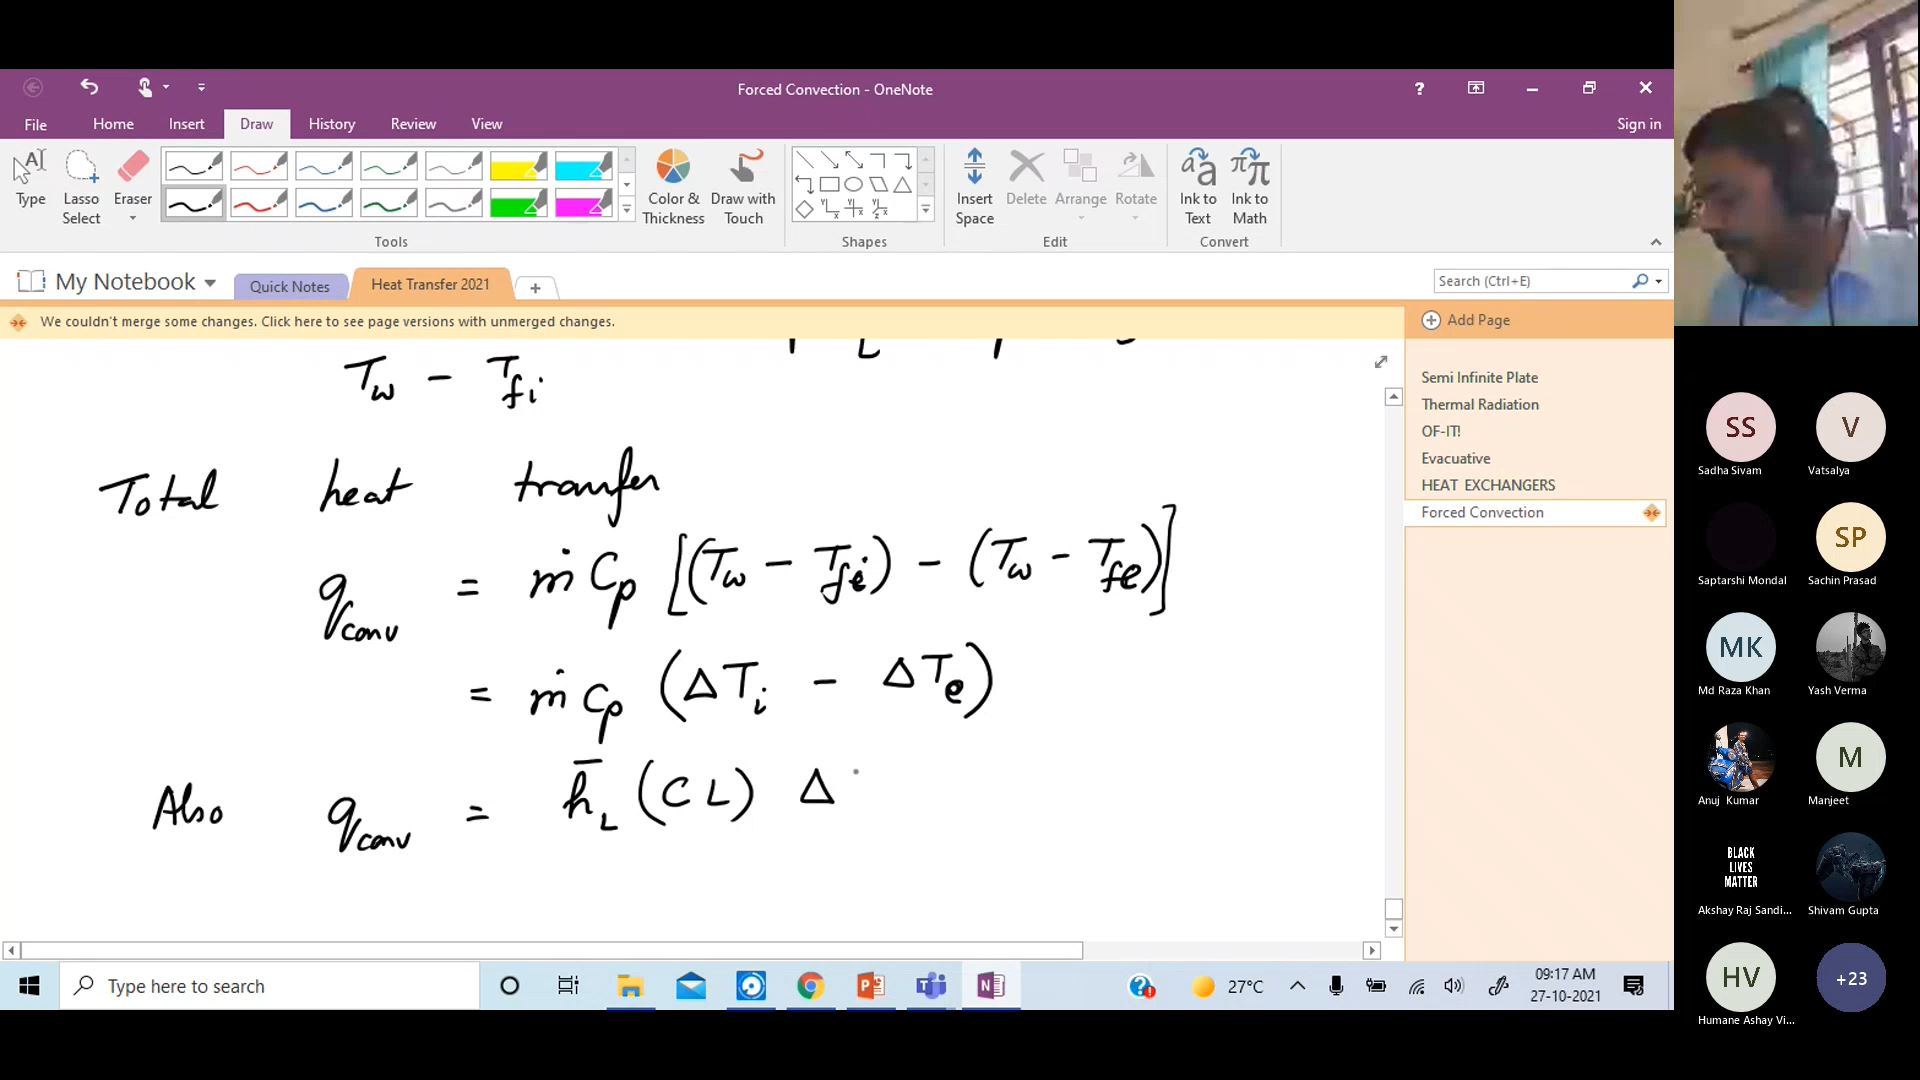 Forced Convection - OneNote
?
File Home Insert Draw History Review View
Sign in
Type
Lasso Select
Eraser
Color & Thickness
Draw with Touch
Insert Space
Delete
Arrange
Rotate
Ink to Text
Ink to Math
Tools
Shapes
Edit
Convert
My Notebook
Quick Notes
Heat Transfer 2021
Search (Ctrl+E)
We couldn't merge some changes. Click here to see page versions with unmerged changes.
Add Page
Semi Infinite Plate
Thermal Radiation
OF-IT!
Evacuative
HEAT EXCHANGERS
Forced Convection
Tw - Tfi
Total heat transfer
qconv = ṁ Cp [(Tw - Tfi) - (Tw - Tfe)]
= ṁ Cp (ΔTi - ΔTe)
Also qconv = h̄L (CL) Δ
SS
Sadha Sivam
V
Vatsalya
Saptarshi Mondal
SP
Sachin Prasad
MK
Md Raza Khan
Yash Verma
Anuj Kumar
M
Manjeet
BLACK
LIVES
MATTER
Akshay Raj Sandi...
Shivam Gupta
HV
Humane Ashay Vi...
+23
Type here to search
27°C
09:17 AM
27-10-2021